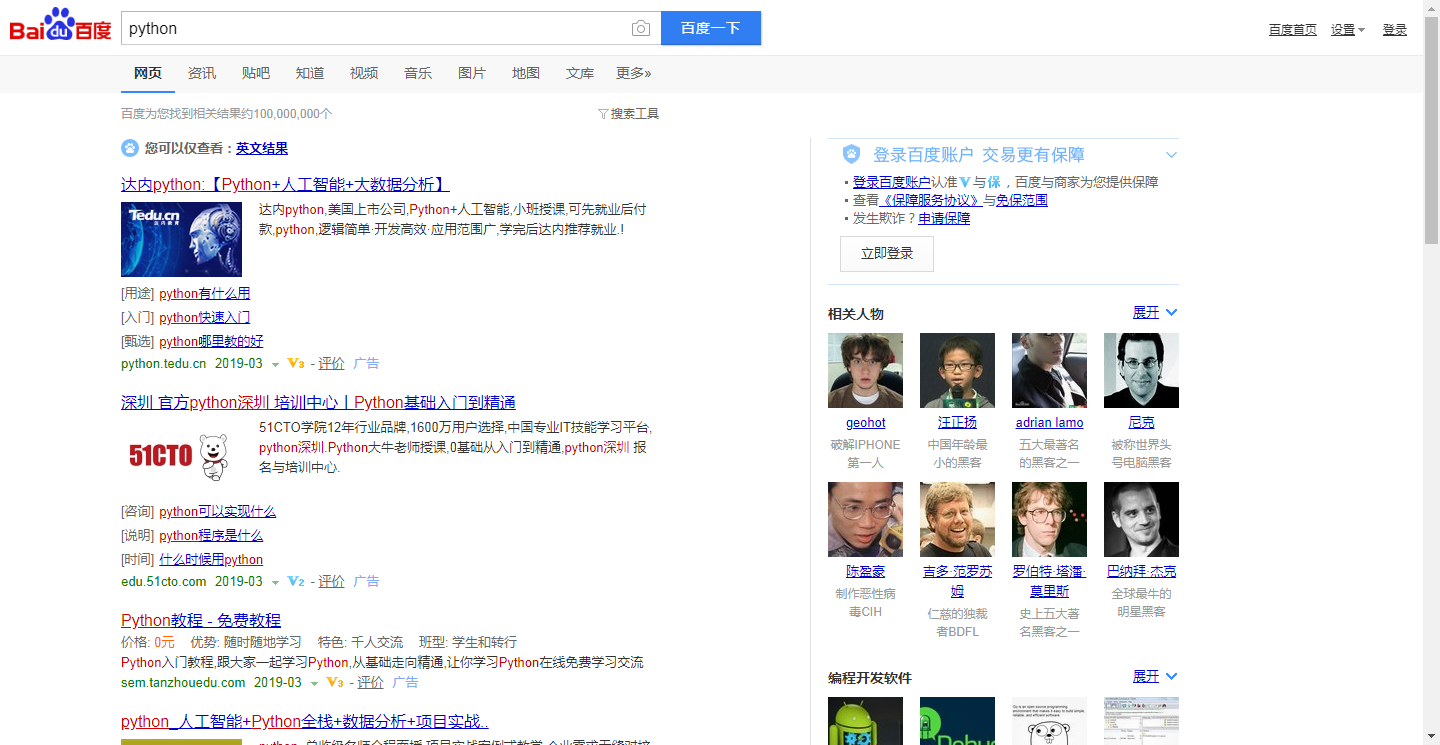 Bai du 百度
python
百度一下
百度首页 设置 登录
网页 资讯 贴吧 知道 视频 音乐 图片 地图 文库 更多»
百度为您找到相关结果约100,000,000个
搜索工具
您可以仅查看：英文结果
达内python:【Python+人工智能+大数据分析】
Tedu.cn
达内教育
达内python,美国上市公司,Python+人工智能,小班授课,可先就业后付
款,python,逻辑简单·开发高效·应用范围广,学完后达内推荐就业.!
[用途] python有什么用
[入门] python快速入门
[甄选] python哪里教的好
python.tedu.cn 2019-03 V3 - 评价 广告
深圳 官方python深圳 培训中心丨Python基础入门到精通
51CTO
51CTO学院12年行业品牌,1600万用户选择,中国专业IT技能学习平台,
python深圳.Python大牛老师授课,0基础从入门到精通,python深圳 报
名与培训中心.
[咨询] python可以实现什么
[说明] python程序是什么
[时间] 什么时候用python
edu.51cto.com 2019-03 V2 - 评价 广告
Python教程 - 免费教程
价格: 0元 优势: 随时随地学习 特色: 千人交流 班型: 学生和转行
Python入门教程,跟大家一起学习Python,从基础走向精通,让你学习Python在线免费学习交流
sem.tanzhouedu.com 2019-03 V3 - 评价 广告
python_人工智能+Python全栈+数据分析+项目实战..
登录百度账户 交易更有保障
▪ 登录百度账户认准V与保，百度与商家为您提供保障
▪ 查看《保障服务协议》与免保范围
▪ 发生欺诈？申请保障
立即登录
相关人物 展开
geohot 汪正扬 adrian lamo 尼克
破解IPHONE 中国年龄最 五大最著名 被称世界头
第一人 小的黑客 的黑客之一 号电脑黑客
陈盈豪 吉多·范罗苏 罗伯特·塔潘· 巴纳拜·杰克
姆 莫里斯
制作恶性病 仁慈的独裁 史上五大著 全球最牛的
毒CIH 者BDFL 名黑客之一 明星黑客
编程开发软件 展开
Go is an open source programming
environment that makes it easy to build simple,
reliable, and efficient software